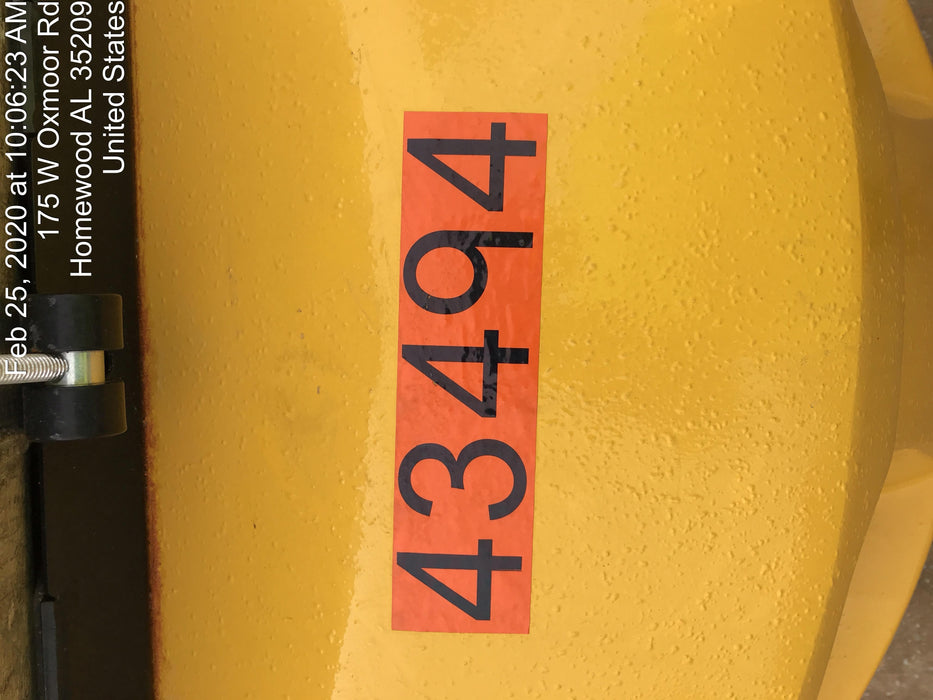 Feb 25, 2020 at 10:06:23 AM
175 W Oxmoor Rd
Homewood AL 35209
United States
43494